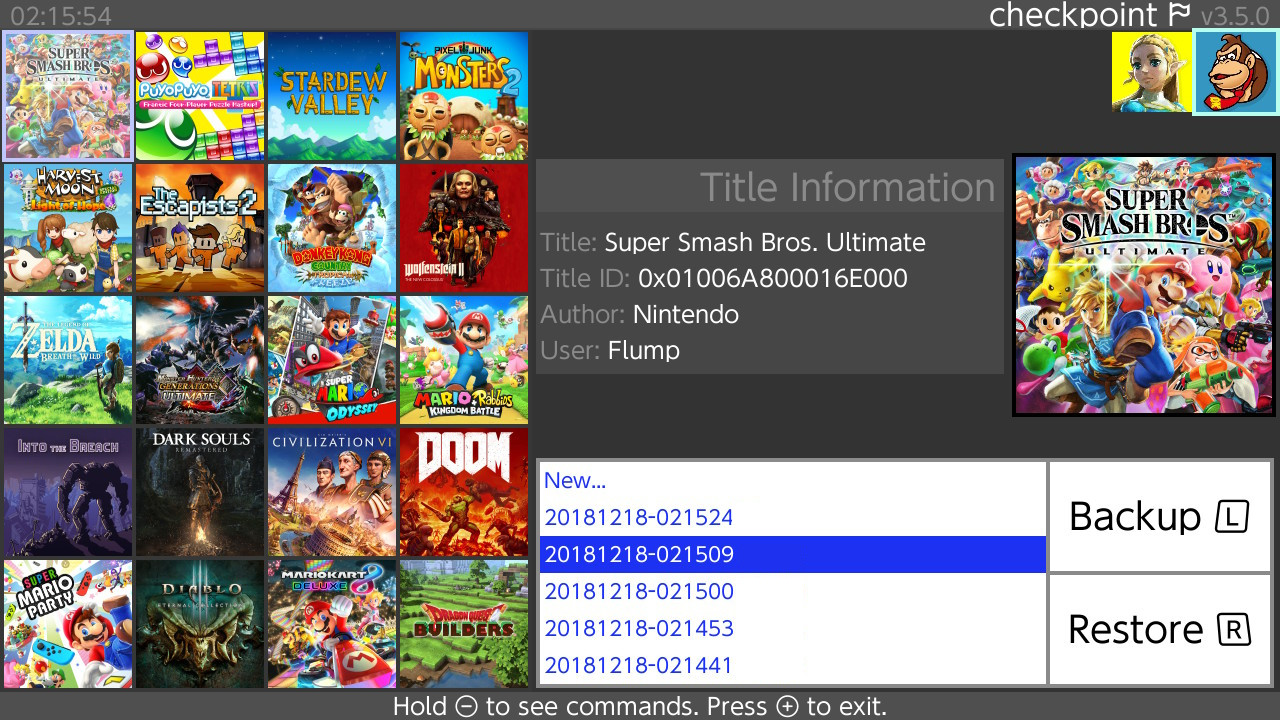 02:15:54
checkpoint
v3.5.0
SUPER
SMASH BROS.
ULTIMATE
PUYOPUYO TETRIS
Frantic Four-Player Puzzle Mashup!
STARDEW
VALLEY
PIXEL JUNK
MONSTERS 2
HARVEST
MOON
Light of Hope
The
Escapists 2
DONKEY KONG
COUNTRY
TROPICAL
FREEZE
Wolfenstein II
THE NEW COLOSSUS
THE LEGEND OF
ZELDA
BREATH OF THE WILD
MONSTER HUNTER
GENERATIONS
ULTIMATE
SUPER
MARIO
ODYSSEY
MARIO + Rabbids
KINGDOM BATTLE
INTO THE BREACH
DARK SOULS
REMASTERED
CIVILIZATION VI
DOOM
SUPER
MARIO
PARTY
DIABLO
III
ETERNAL COLLECTION
MARIOKART 8
DELUXE
DRAGON QUEST
BUILDERS
Title Information
Title: Super Smash Bros. Ultimate
Title ID: 0x01006A800016E000
Author: Nintendo
User: Flump
SUPER
SMASH BROS.™
ULTIMATE
New...
20181218-021524
20181218-021509
20181218-021500
20181218-021453
20181218-021441
Backup L
Restore R
Hold ⊖ to see commands. Press ⊕ to exit.